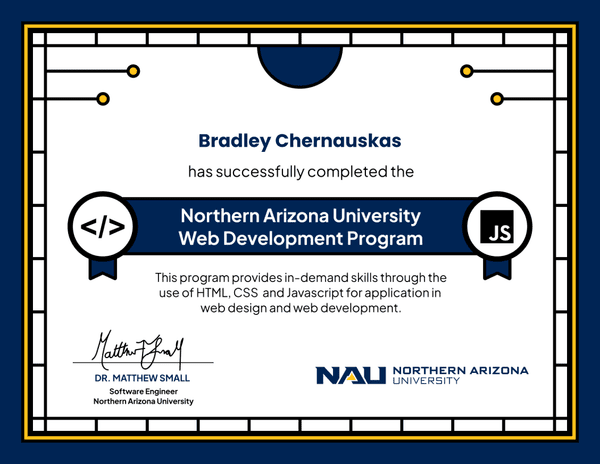 Bradley Chernauskas
has successfully completed the
Northern Arizona University
Web Development Program
</>
JS
This program provides in-demand skills through the
use of HTML, CSS and Javascript for application in
web design and web development.
Matthew J Small
DR. MATTHEW SMALL
Software Engineer
Northern Arizona University
NAU NORTHERN ARIZONA
UNIVERSITY